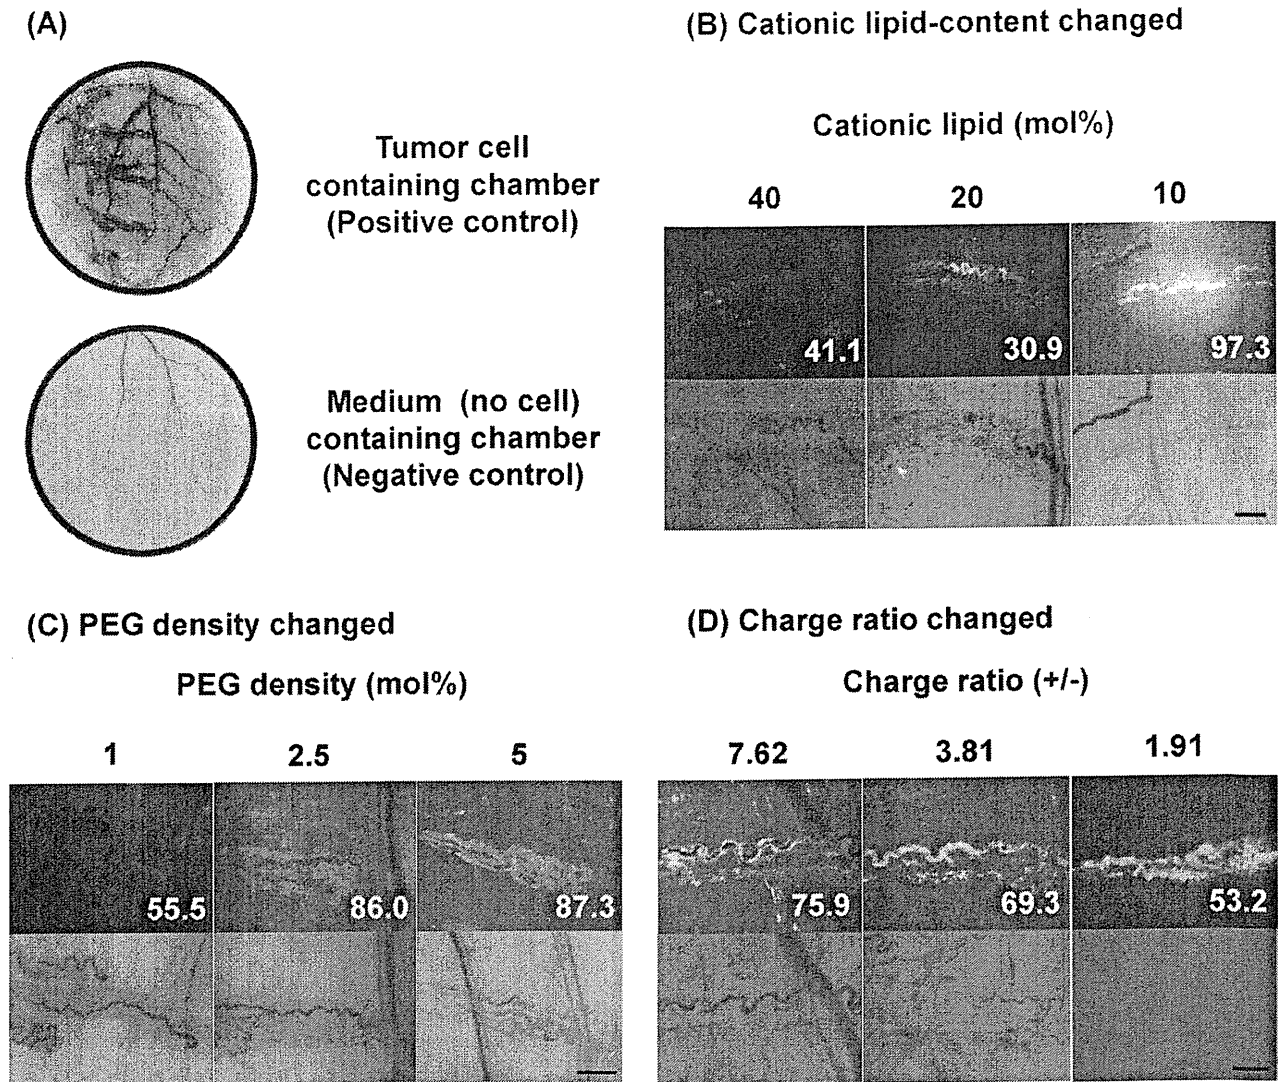 (A)
Tumor cell
containing chamber
(Positive control)
Medium (no cell)
containing chamber
(Negative control)
(B) Cationic lipid-content changed
Cationic lipid (mol%)
40 20 10
41.1 30.9 97.3
(C) PEG density changed
PEG density (mol%)
1 2.5 5
55.5 86.0 87.3
(D) Charge ratio changed
Charge ratio (+/-)
7.62 3.81 1.91
75.9 69.3 53.2